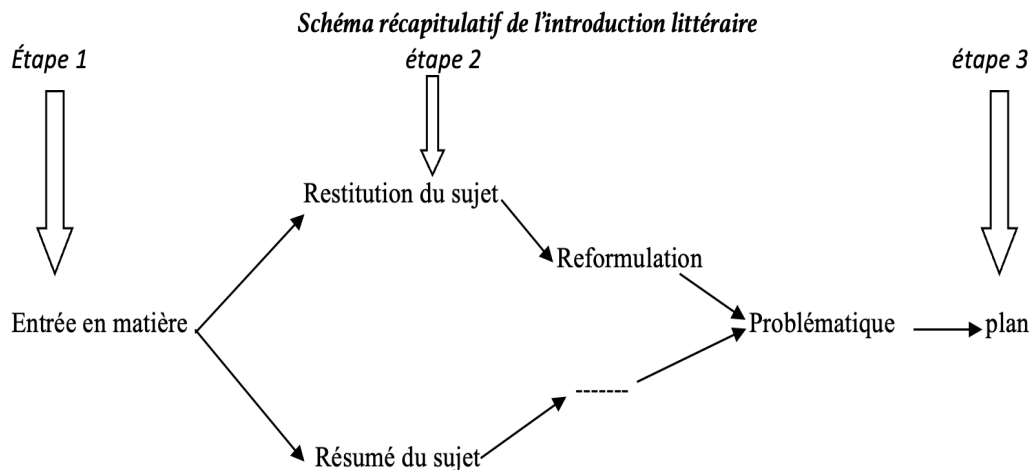 Schéma récapitulatif de l'introduction littéraire
Étape 1
étape 2
étape 3
Restitution du sujet
Reformulation
Entrée en matière
Problématique
plan
-------
Résumé du sujet